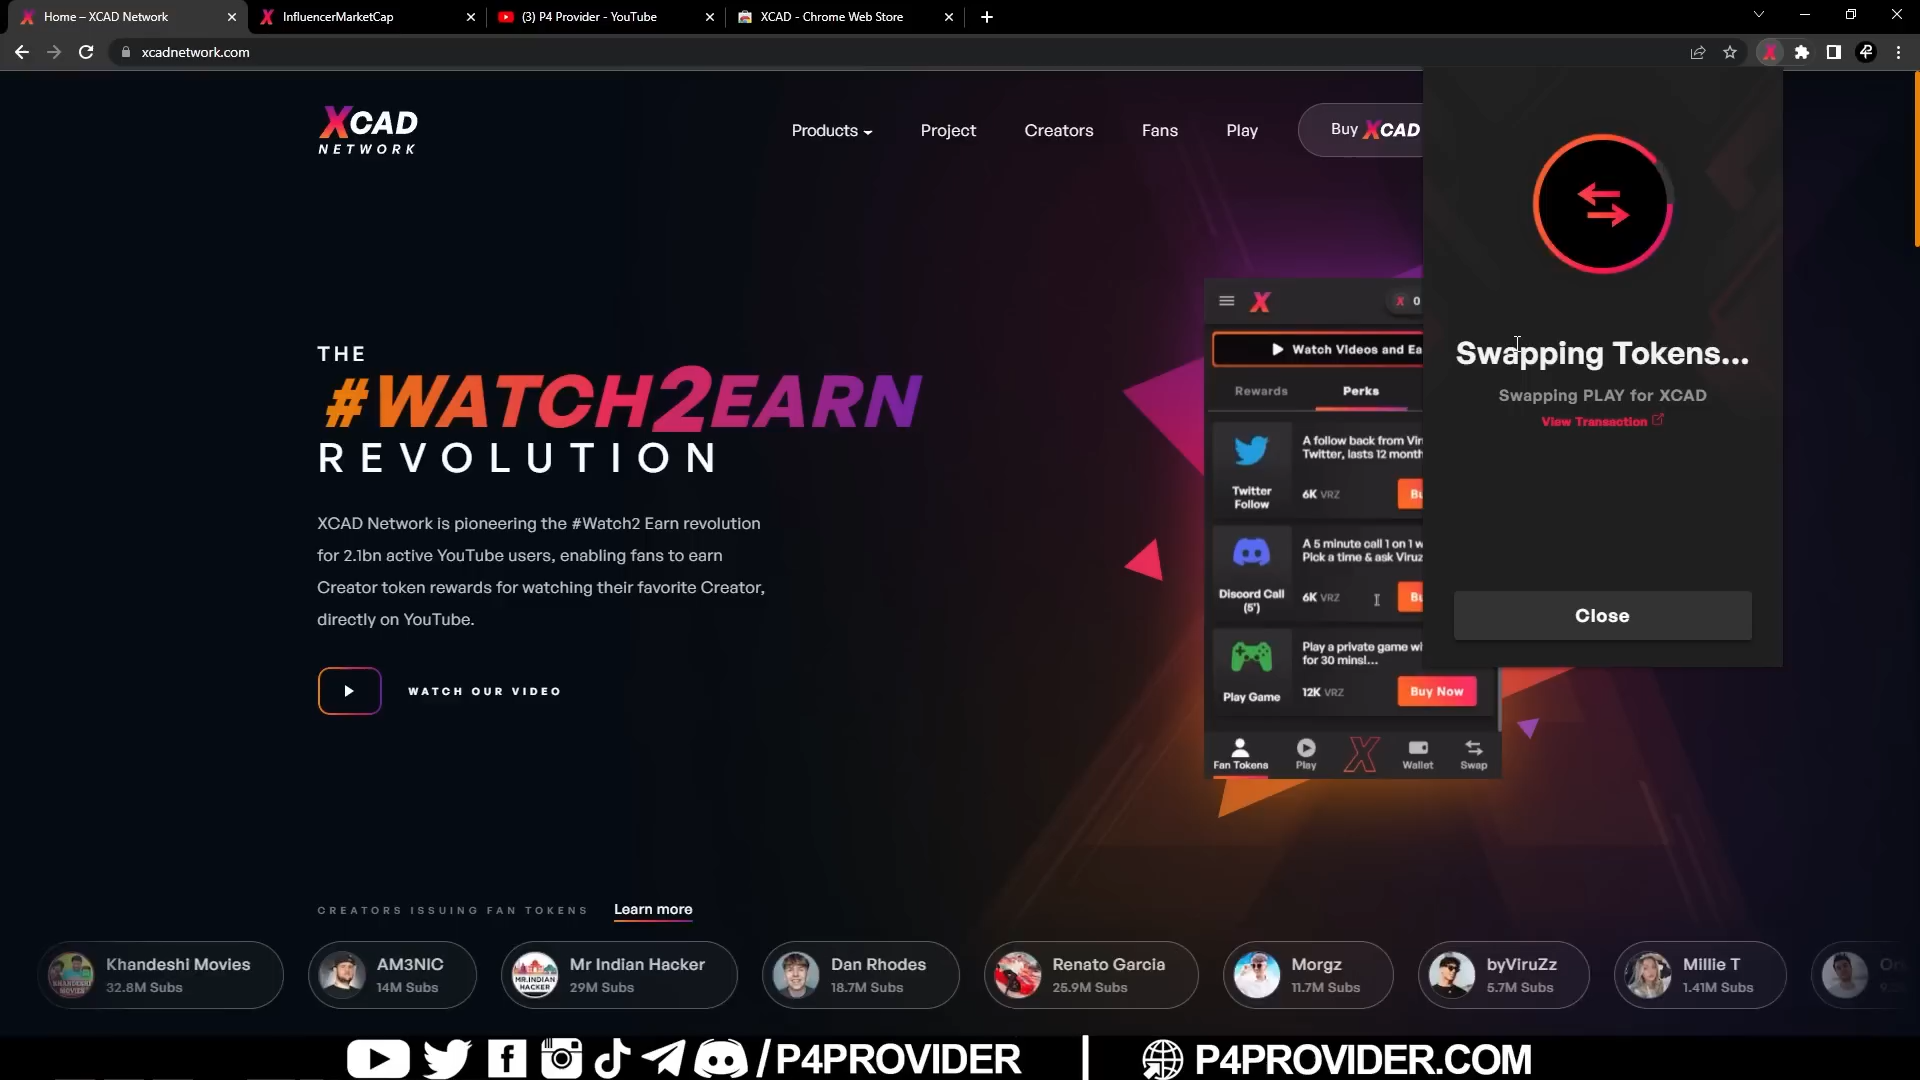 Home – XCAD Network
InfluencerMarketCap
(3) P4 Provider - YouTube
XCAD - Chrome Web Store
xcadnetwork.com
XCAD
NETWORK
Products
Project
Creators
Fans
Play
Buy XCAD
THE
#WATCH2EARN
REVOLUTION
XCAD Network is pioneering the #Watch2 Earn revolution
for 2.1bn active YouTube users, enabling fans to earn
Creator token rewards for watching their favorite Creator,
directly on YouTube.
WATCH OUR VIDEO
X 0
Watch Videos and Ea
Rewards
Perks
Twitter
Follow
A follow back from Vir
Twitter, lasts 12 month
6K VRZ
Bu
Discord Call
(5')
A 5 minute call 1 on 1 w
Pick a time & ask Viruz
6K VRZ
Bu
Play Game
Play a private game wi
for 30 mins!...
12K VRZ
Buy Now
Fan Tokens
Play
Wallet
Swap
Swapping Tokens...
Swapping PLAY for XCAD
View Transaction
Close
CREATORS ISSUING FAN TOKENS
Learn more
Khandeshi Movies
32.8M Subs
AM3NIC
14M Subs
MR.INDIAN
HACKER
Mr Indian Hacker
29M Subs
Dan Rhodes
18.7M Subs
Renato Garcia
25.9M Subs
Morgz
11.7M Subs
byViruZz
5.7M Subs
Millie T
1.41M Subs
/P4PROVIDER
P4PROVIDER.COM